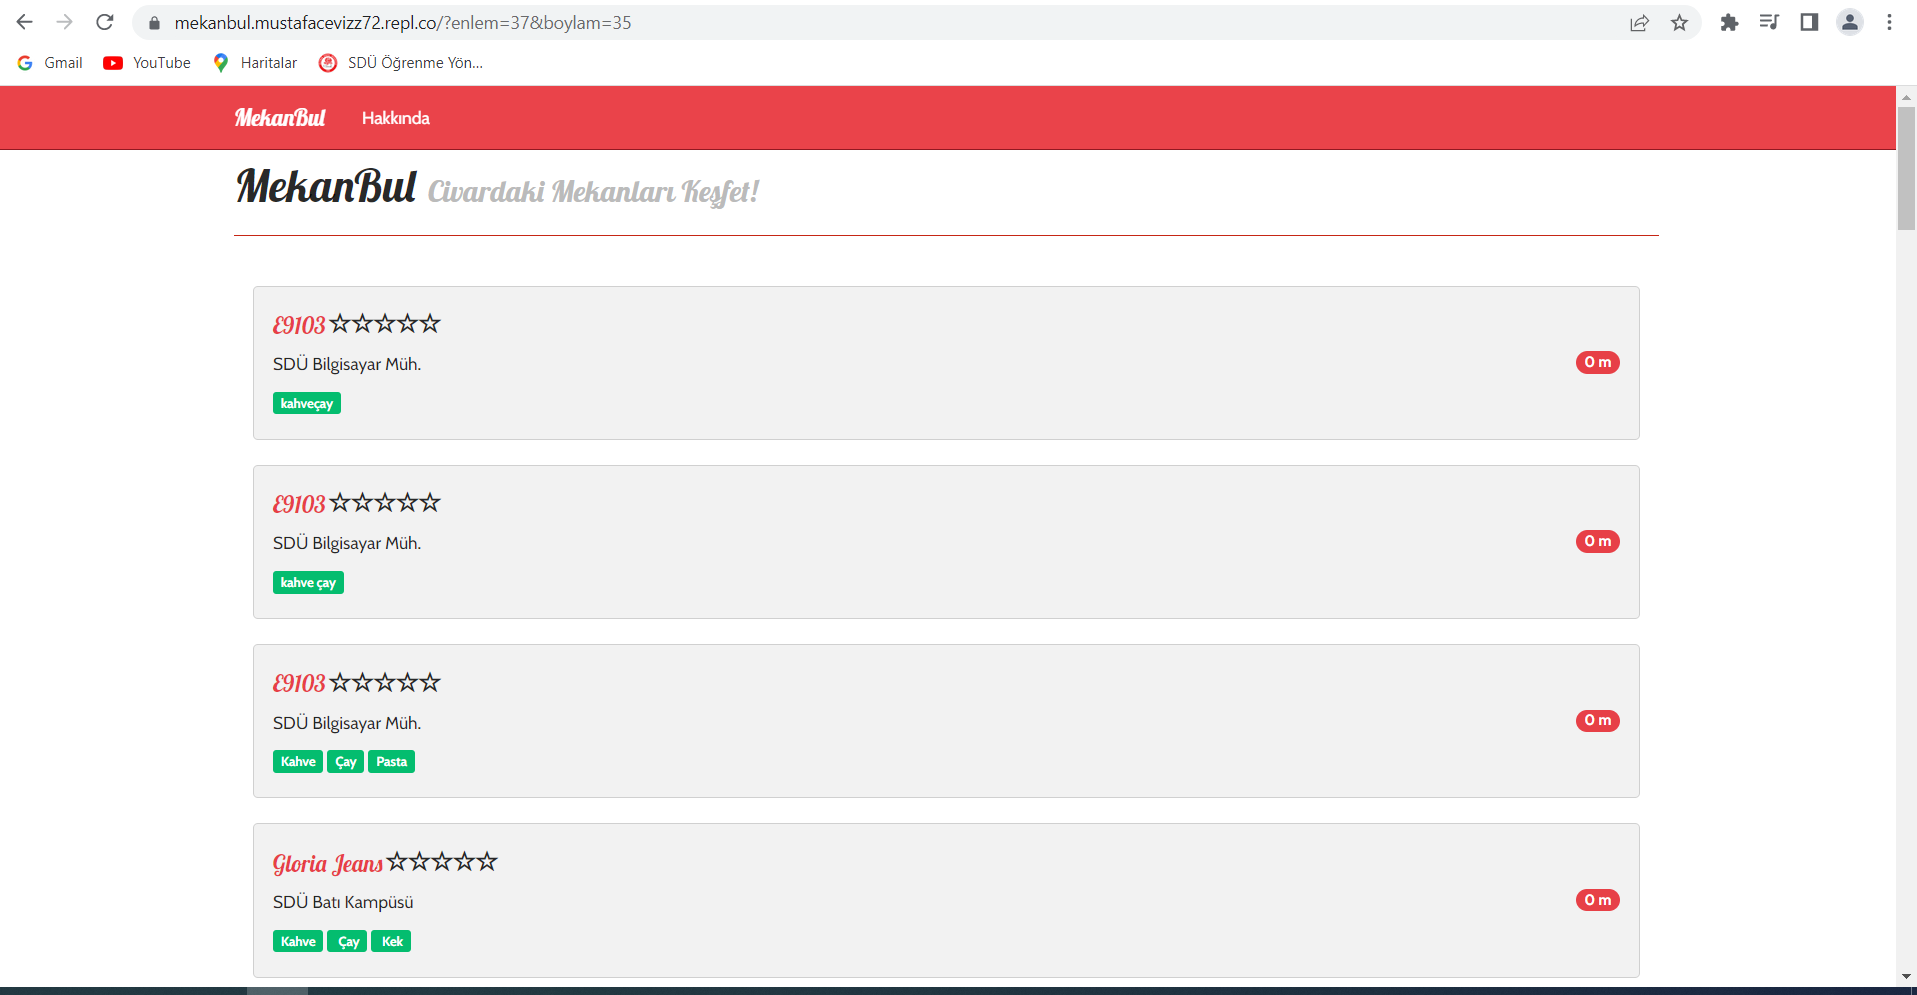 mekanbul.mustafacevizz72.repl.co/?enlem=37&boylam=35
Gmail YouTube Haritalar SDÜ Öğrenme Yön...
MekanBul Hakkında
MekanBul Civardaki Mekanları Keşfet!
E9103 ☆☆☆☆☆
SDÜ Bilgisayar Müh.
0 m
kahveçay
E9103 ☆☆☆☆☆
SDÜ Bilgisayar Müh.
0 m
kahve çay
E9103 ☆☆☆☆☆
SDÜ Bilgisayar Müh.
0 m
Kahve Çay Pasta
Gloria Jeans ☆☆☆☆☆
SDÜ Batı Kampüsü
0 m
Kahve Çay Kek